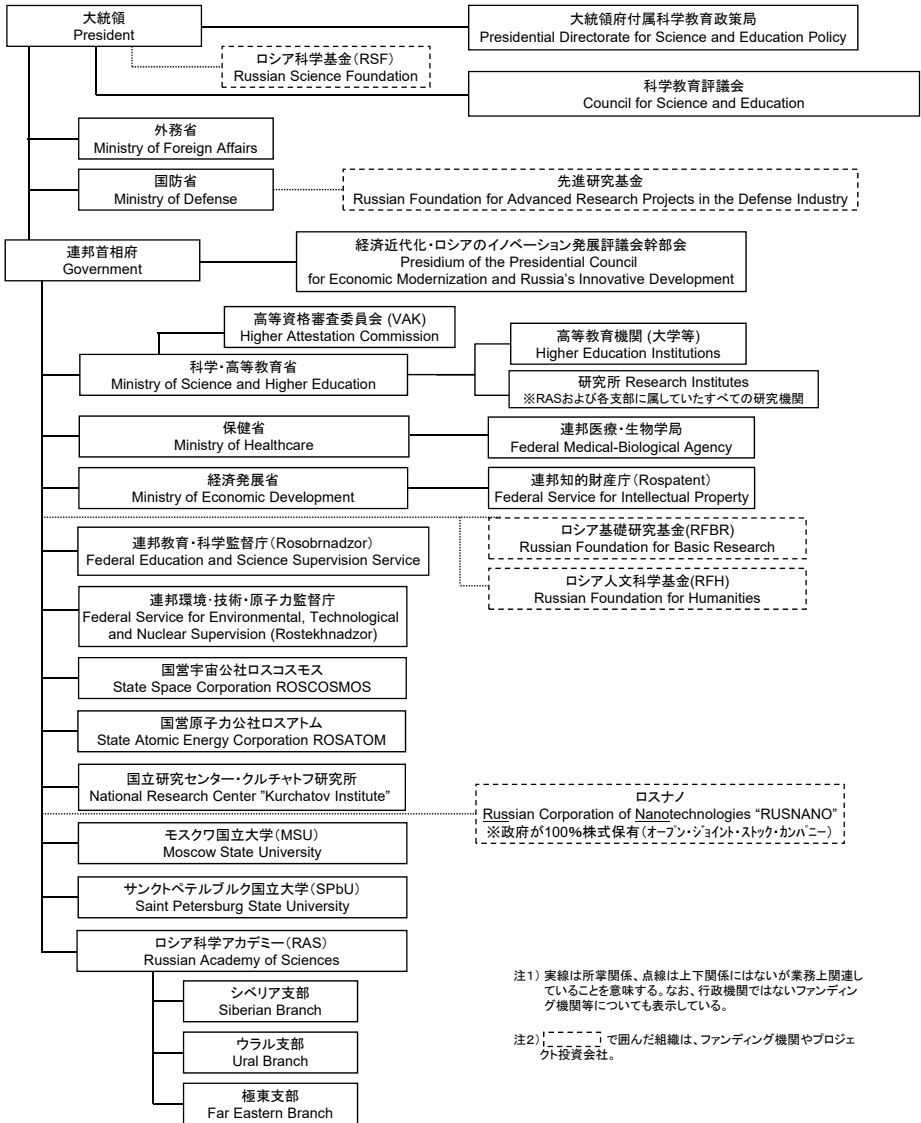 大統領
President
大統領府付属科学教育政策局
Presidential Directorate for Science and Education Policy
ロシア科学基金(RSF)
Russian Science Foundation
科学教育評議会
Council for Science and Education
外務省
Ministry of Foreign Affairs
国防省
Ministry of Defense
先進研究基金
Russian Foundation for Advanced Research Projects in the Defense Industry
連邦首相府
Government
経済近代化・ロシアのイノベーション発展評議会幹部会
Presidium of the Presidential Council
for Economic Modernization and Russia's Innovative Development
高等資格審査委員会 (VAK)
Higher Attestation Commission
科学・高等教育省
Ministry of Science and Higher Education
高等教育機関 (大学等)
Higher Education Institutions
研究所 Research Institutes
※RASおよび各支部に属していたすべての研究機関
保健省
Ministry of Healthcare
連邦医療・生物学局
Federal Medical-Biological Agency
経済発展省
Ministry of Economic Development
連邦知的財産庁(Rospatent)
Federal Service for Intellectual Property
ロシア基礎研究基金(RFBR)
Russian Foundation for Basic Research
連邦教育・科学監督庁(Rosobrnadzor)
Federal Education and Science Supervision Service
ロシア人文科学基金(RFH)
Russian Foundation for Humanities
連邦環境・技術・原子力監督庁
Federal Service for Environmental, Technological
and Nuclear Supervision (Rostekhnadzor)
国営宇宙公社ロスコスモス
State Space Corporation ROSCOSMOS
国営原子力公社ロスアトム
State Atomic Energy Corporation ROSATOM
国立研究センター・クルチャトフ研究所
National Research Center "Kurchatov Institute"
ロスナノ
Russian Corporation of Nanotechnologies "RUSNANO"
※政府が100%株式保有(オープン・ジョイント・ストック・カンパニー)
モスクワ国立大学(MSU)
Moscow State University
サンクトペテルブルク国立大学(SPbU)
Saint Petersburg State University
ロシア科学アカデミー(RAS)
Russian Academy of Sciences
シベリア支部
Siberian Branch
ウラル支部
Ural Branch
極東支部
Far Eastern Branch
注1) 実線は所掌関係、点線は上下関係にはないが業務上関連し
ていることを意味する。なお、行政機関ではないファンディン
グ機関等についても表示している。
注2) で囲んだ組織は、ファンディング機関やプロジェ
クト投資会社。